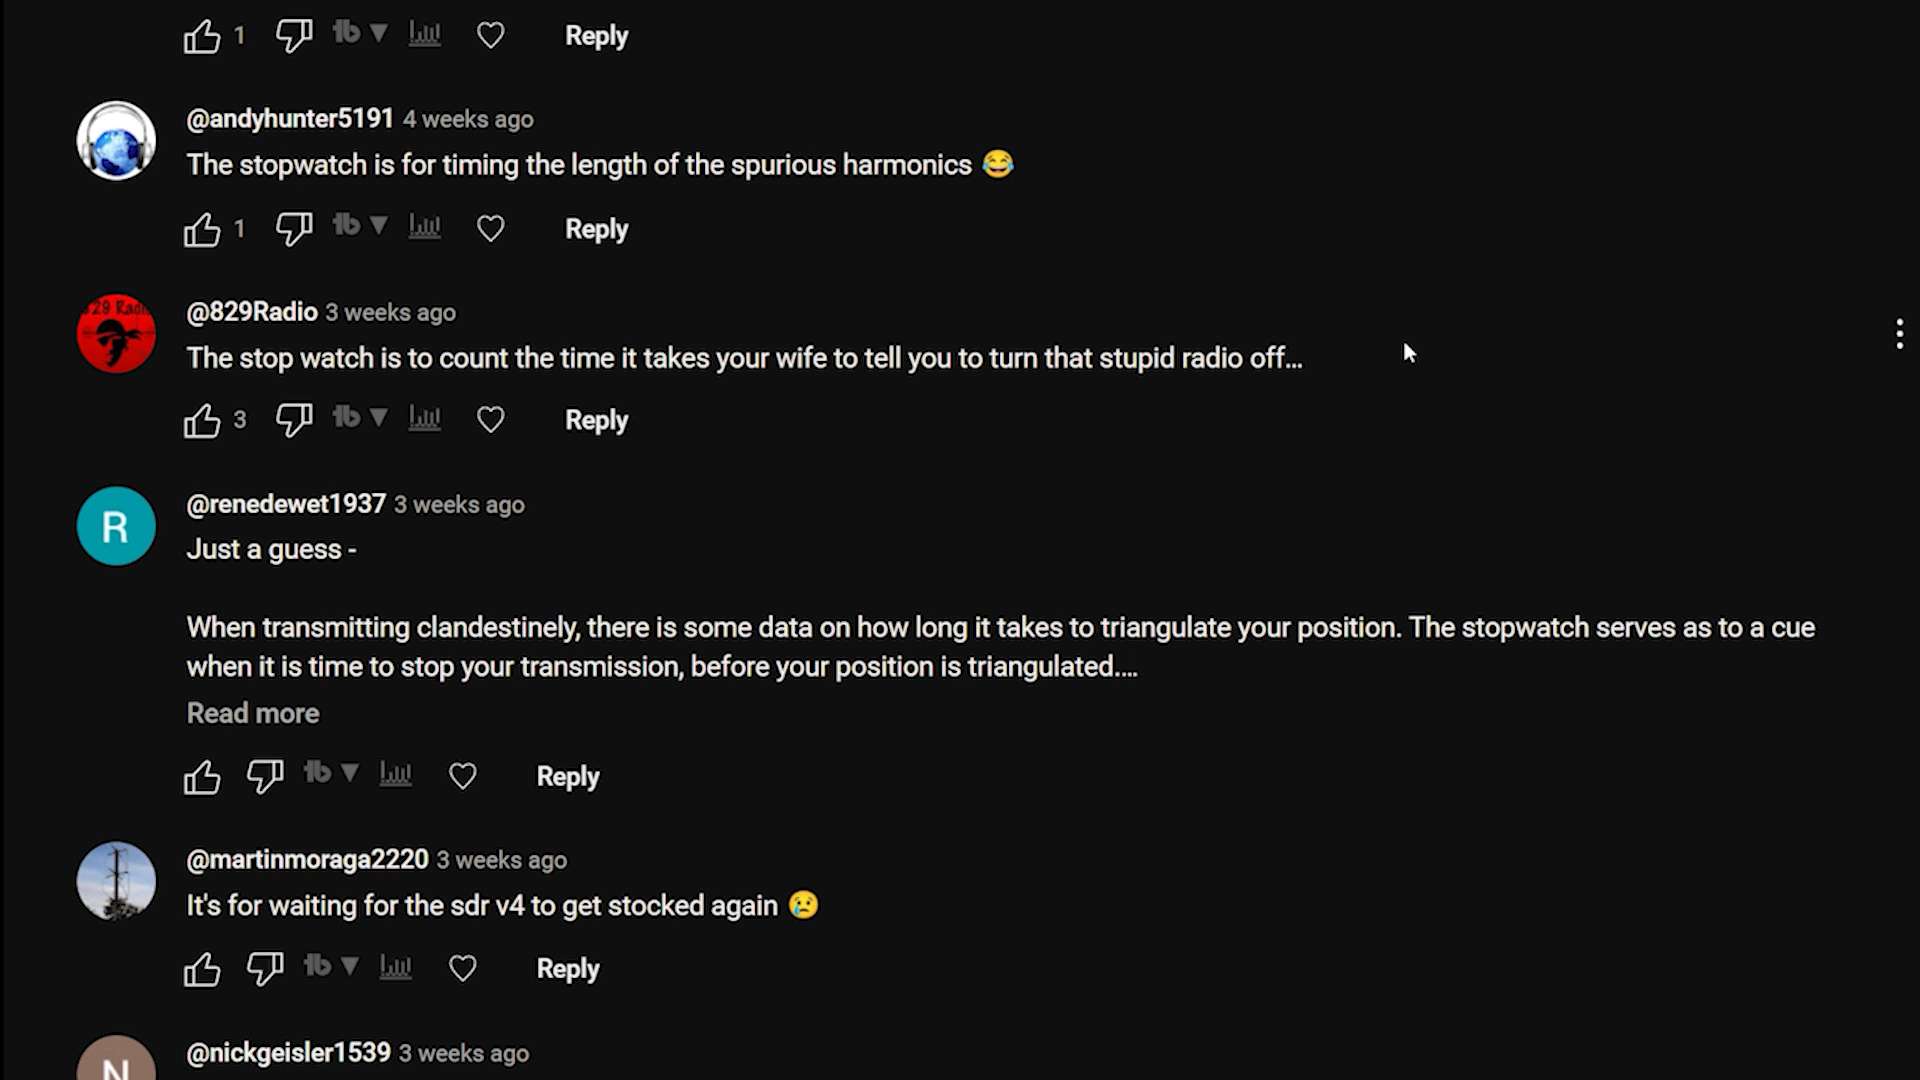 1 Reply
@andyhunter5191 4 weeks ago
The stopwatch is for timing the length of the spurious harmonics 😂
1 Reply
29 Radi
@829Radio 3 weeks ago
The stop watch is to count the time it takes your wife to tell you to turn that stupid radio off...
3 Reply
R
@renedewet1937 3 weeks ago
Just a guess -
When transmitting clandestinely, there is some data on how long it takes to triangulate your position. The stopwatch serves as to a cue
when it is time to stop your transmission, before your position is triangulated....
Read more
Reply
@martinmoraga2220 3 weeks ago
It's for waiting for the sdr v4 to get stocked again 😢
Reply
N
@nickgeisler1539 3 weeks ago